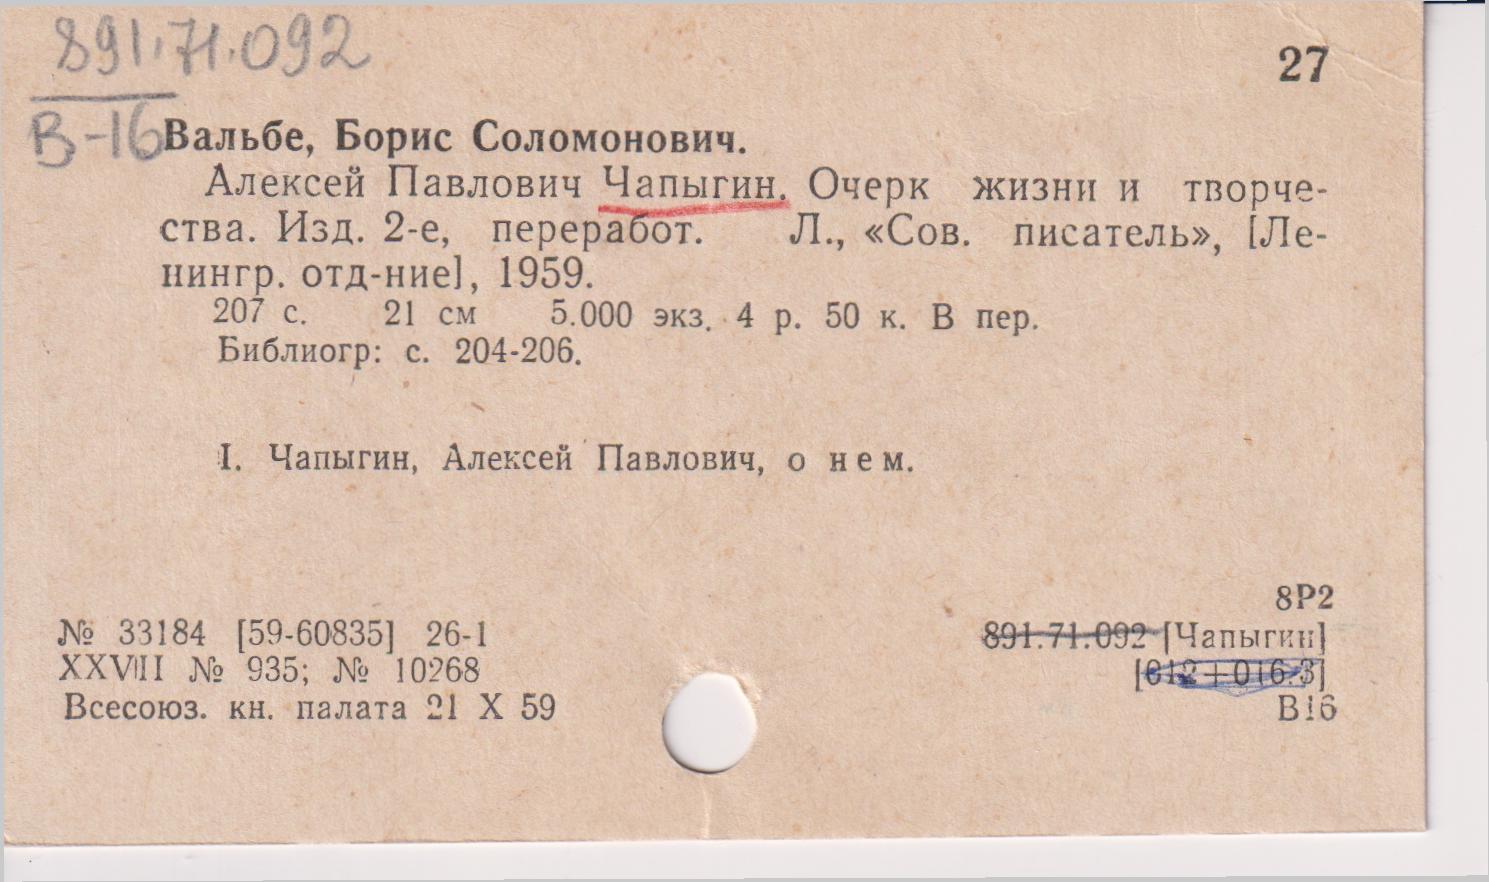 891.71.092
27
В-16
Вальбе, Борис Соломонович.
Алексей Павлович Чапыгин. Очерк жизни и творче-
ства. Изд. 2-е, переработ. Л., «Сов. писатель», [Ле-
нингр. отд-ние], 1959.
207 с. 21 см 5.000 экз. 4 р. 50 к. В пер.
Библиогр: с. 204-206.
I. Чапыгин, Алексей Павлович, о нем.
8Р2
№ 33184 [59-60835] 26-1
891.71.092 [Чапыгин]
XXVIII № 935; № 10268
[012+016.3]
Всесоюз. кн. палата 21 X 59
В16